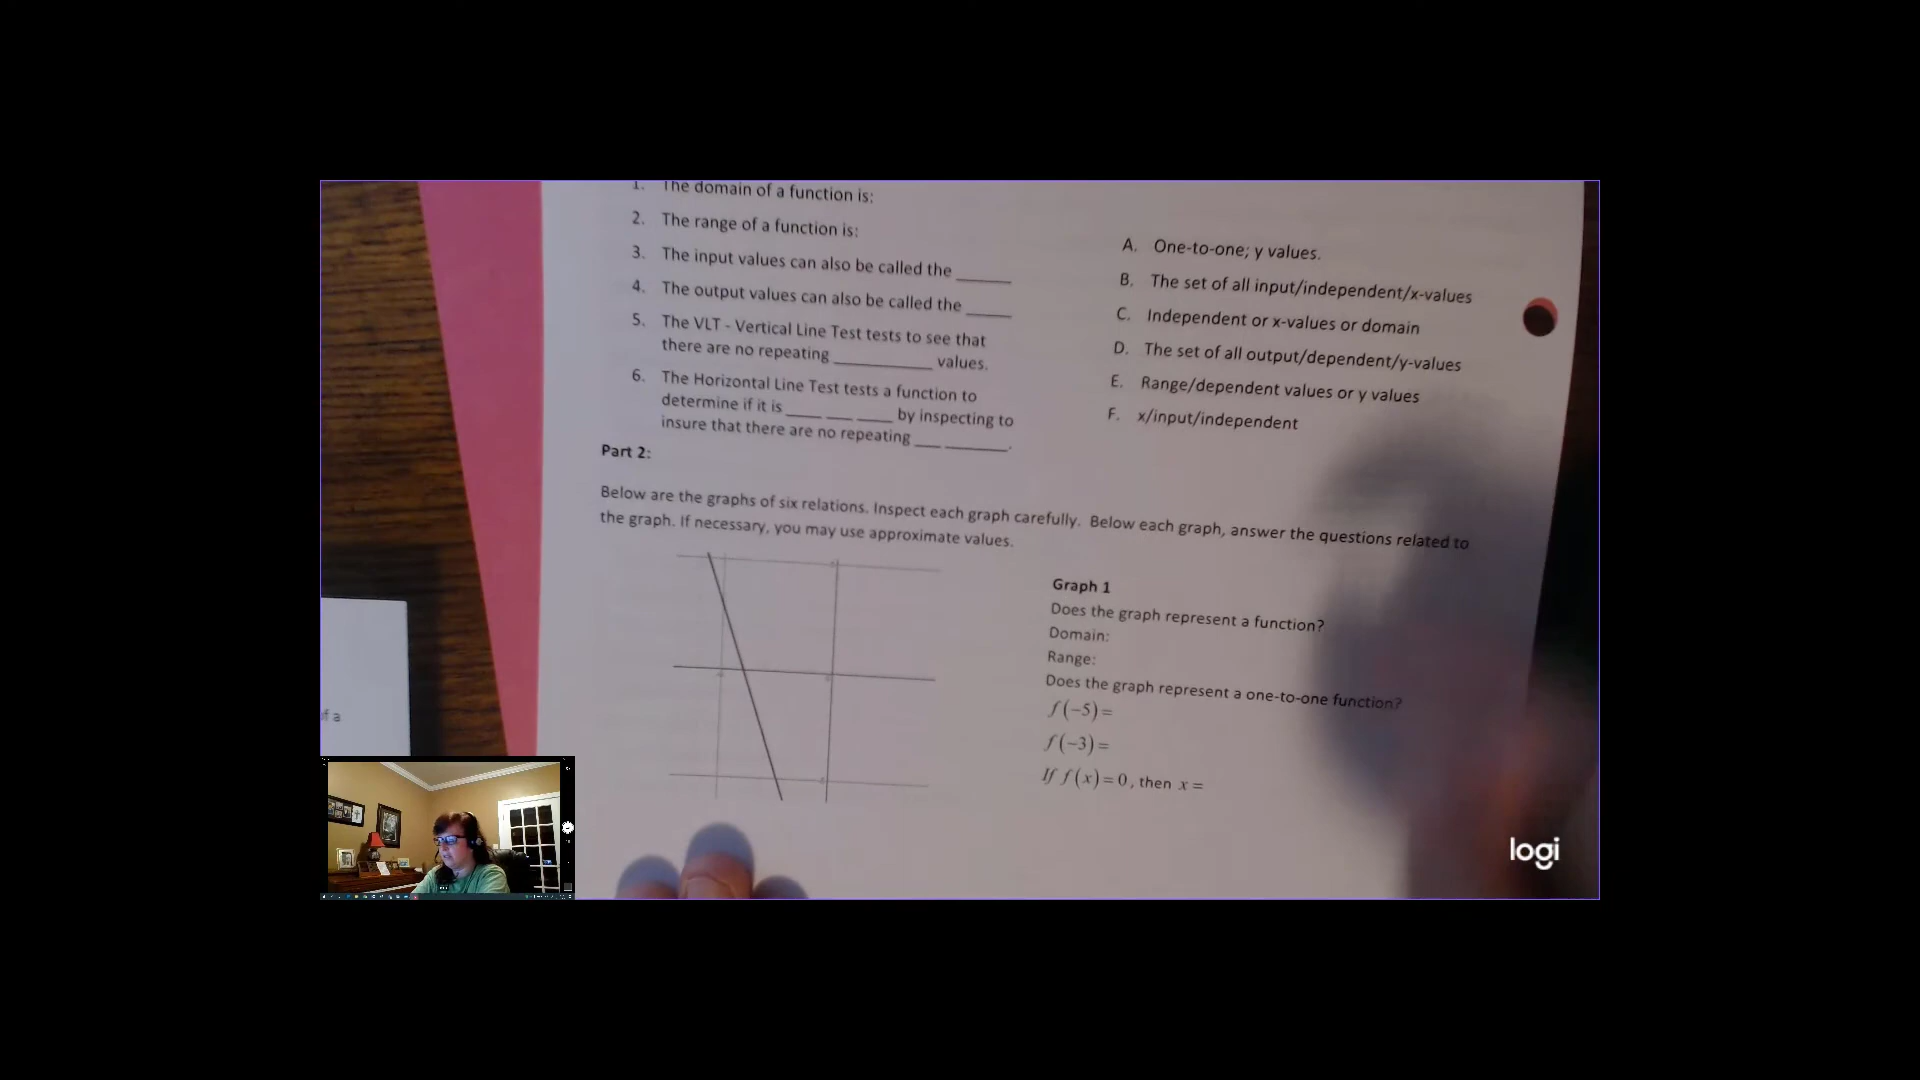 1. The domain of a function is:
2. The range of a function is:
3. The input values can also be called the ______
4. The output values can also be called the _____
5. The VLT - Vertical Line Test tests to see that
there are no repeating __________ values.
6. The Horizontal Line Test tests a function to
determine if it is ____ ___ ____ by inspecting to
insure that there are no repeating ___ _______.
A. One-to-one; y values.
B. The set of all input/independent/x-values
C. Independent or x-values or domain
D. The set of all output/dependent/y-values
E. Range/dependent values or y values
F. x/input/independent
Part 2:
Below are the graphs of six relations. Inspect each graph carefully. Below each graph, answer the questions related to
the graph. If necessary, you may use approximate values.
Graph 1
Does the graph represent a function?
Domain:
Range:
Does the graph represent a one-to-one function?
f(−5)=
f(−3)=
If f(x)=0, then x=
of a
logi